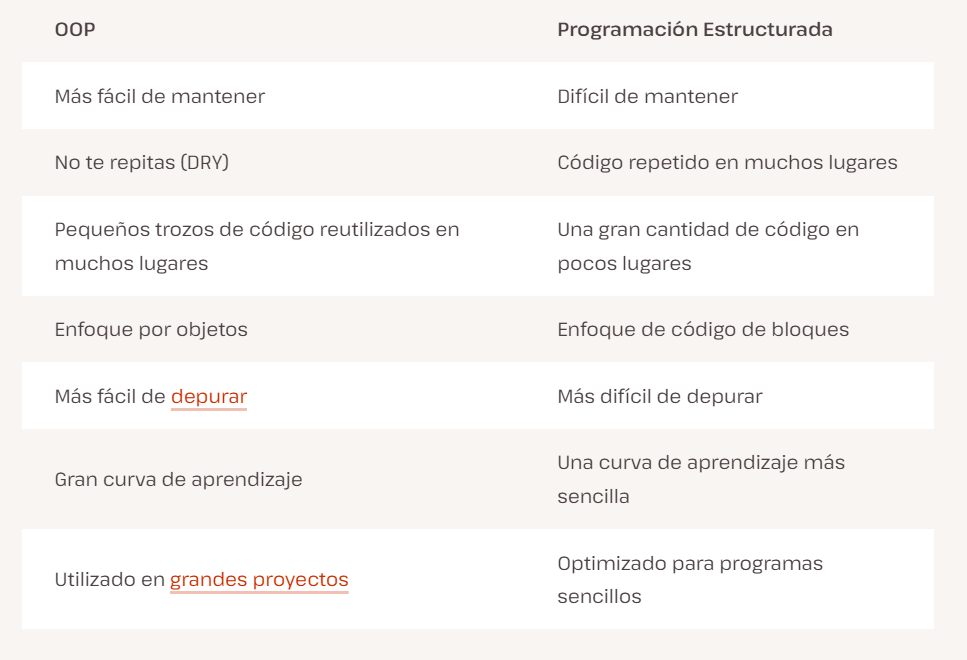 OOP
Programación Estructurada
Más fácil de mantener
Difícil de mantener
No te repitas (DRY)
Código repetido en muchos lugares
Pequeños trozos de código reutilizados en
muchos lugares
Una gran cantidad de código en
pocos lugares
Enfoque por objetos
Enfoque de código de bloques
Más fácil de depurar
Más difícil de depurar
Gran curva de aprendizaje
Una curva de aprendizaje más
sencilla
Utilizado en grandes proyectos
Optimizado para programas
sencillos